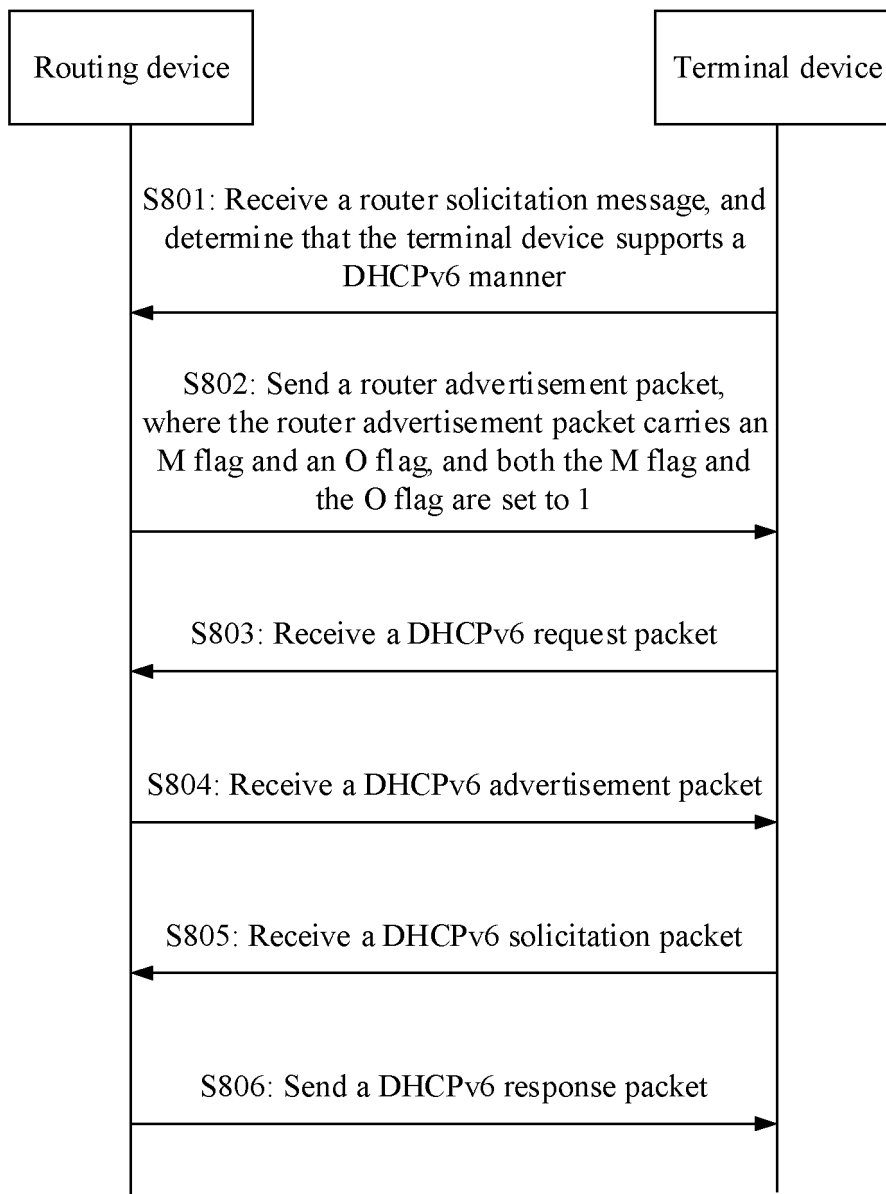 Routing device
Terminal device
S801: Receive a router solicitation message, and
determine that the terminal device supports a
DHCPv6 manner
S802: Send a router advertisement packet,
where the router advertisement packet carries an
M flag and an O flag, and both the M flag and
the O flag are set to 1
S803: Receive a DHCPv6 request packet
S804: Receive a DHCPv6 advertisement packet
S805: Receive a DHCPv6 solicitation packet
S806: Send a DHCPv6 response packet